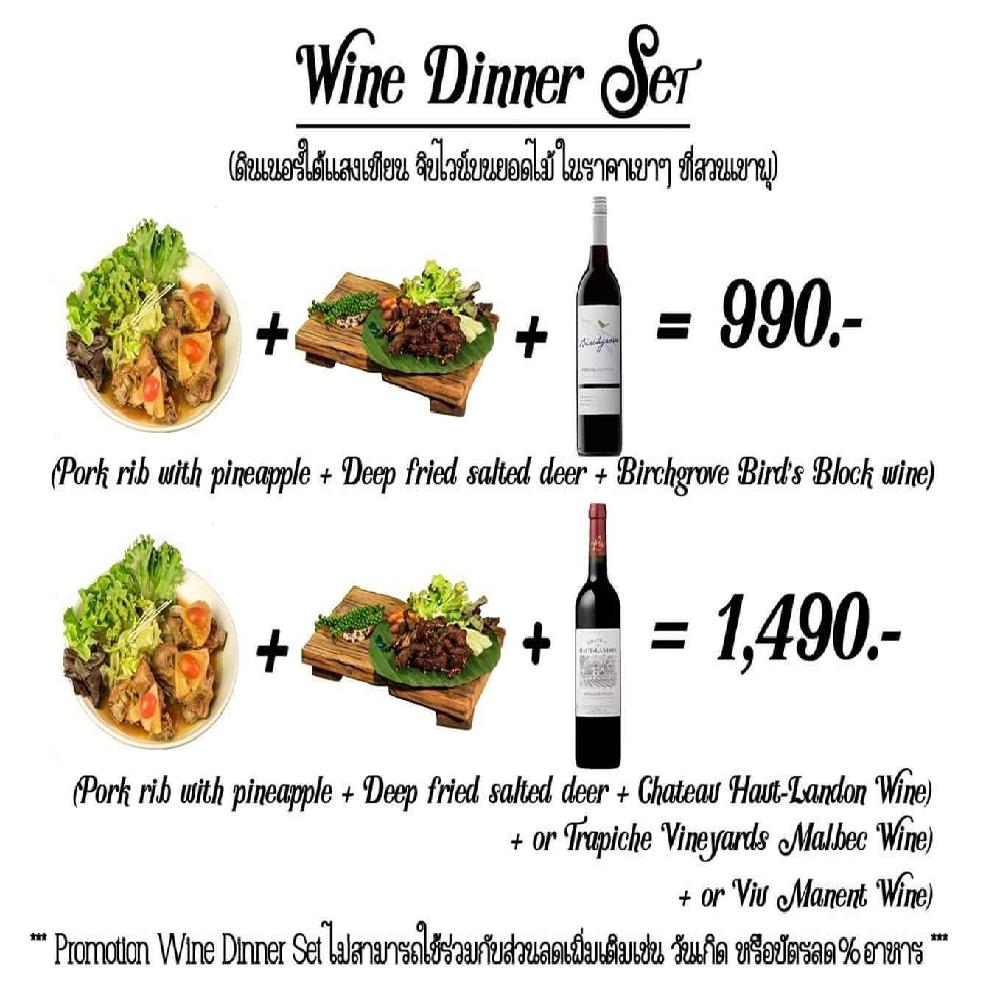 Wine Dinner Set
(ดินเนอร์ใต้แสงเทียน จิบไวน์บนยอดไม้ ในราคาเบาๆ ที่สวนเขานุ)
Birchgrove
+ + = 990.-
(Pork rib with pineapple + Deep fried salted deer + Birchgrove Bird's Block wine)
CHATEAU
HAUT-LANDON
+ + = 1,490.-
(Pork rib with pineapple + Deep fried salted deer + Chateau Haut-Landon Wine)
+ or Trapiche Vineyards Malbec Wine)
+ or Viu Manent Wine)
*** Promotion Wine Dinner Set ไม่สามารถใช้ร่วมกับส่วนลดเพิ่มเติมเช่น วันเกิด หรือบัตรลด % อาหาร ***